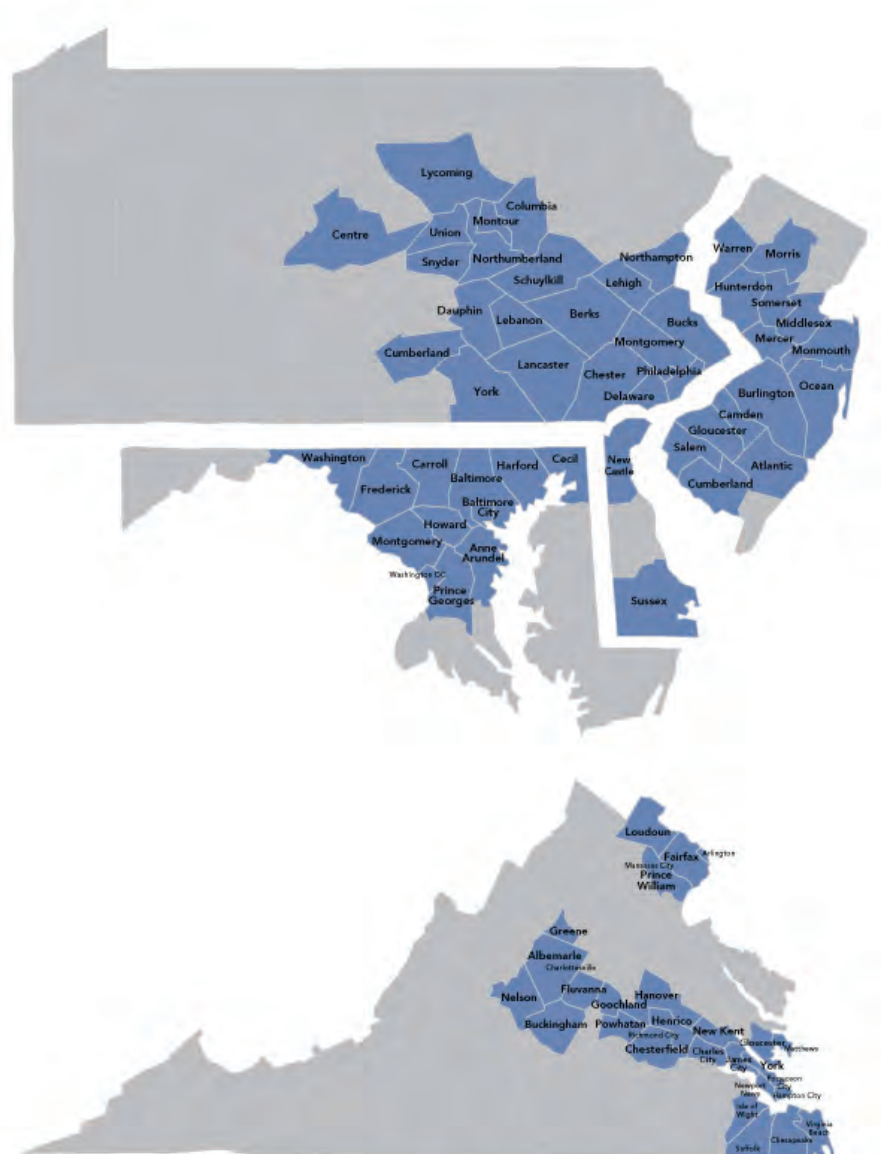 Lycoming
Columbia
Montour
Centre
Union
Snyder
Northumberland
Northampton
Schuylkill
Lehigh
Dauphin
Lebanon
Berks
Bucks
Montgomery
Cumberland
Lancaster
Chester
Philadelphia
York
Delaware
Warren
Morris
Hunterdon
Somerset
Middlesex
Mercer
Monmouth
Ocean
Burlington
Camden
Gloucester
Salem
Atlantic
Cumberland
Washington
Carroll
Harford
Cecil
New
Castle
Baltimore
Frederick
Baltimore
City
Howard
Montgomery
Anne
Arundel
Washington DC
Prince
Georges
Sussex
Loudoun
Fairfax
Arlington
Manassas City
Prince
William
Greene
Albemarle
Charlottesville
Nelson
Fluvanna
Goochland
Hanover
Buckingham
Powhatan
Henrico
Richmond City
New Kent
Chesterfield
Charles
City
James
City
Gloucester
Matthews
York
City
Newport
News
Hampton City
Isle of
Wight
Virginia
Beach
Chesapeake
Suffolk